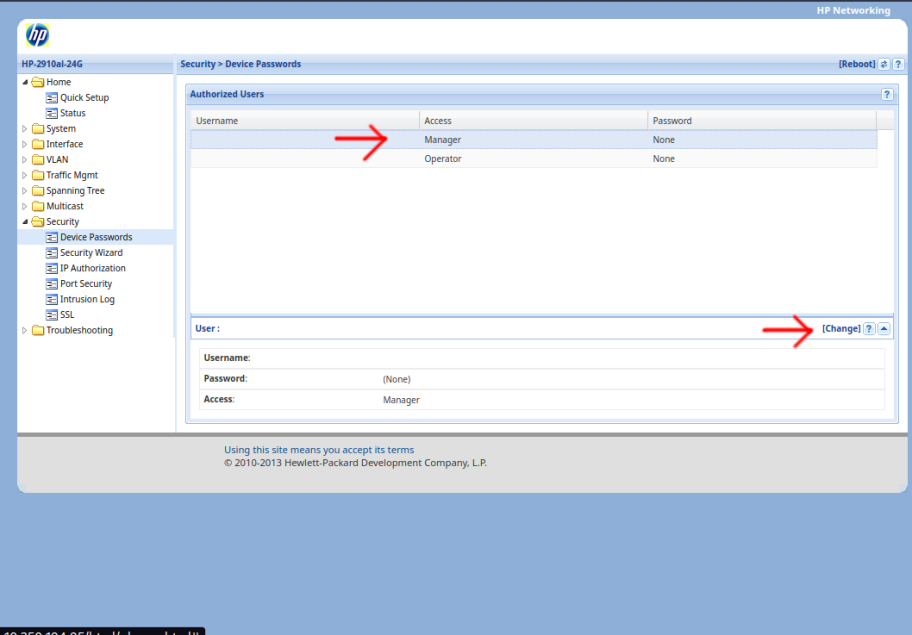 HP Networking
hp
HP-2910al-24G
Security > Device Passwords
[Reboot] ?
Home
Quick Setup
Status
System
Interface
VLAN
Traffic Mgmt
Spanning Tree
Multicast
Security
Device Passwords
Security Wizard
IP Authorization
Port Security
Intrusion Log
SSL
Troubleshooting
Authorized Users ?
Username Access Password
Manager None
Operator None
User : [Change] ?
Username:
Password: (None)
Access: Manager
Using this site means you accept its terms
© 2010-2013 Hewlett-Packard Development Company, L.P.